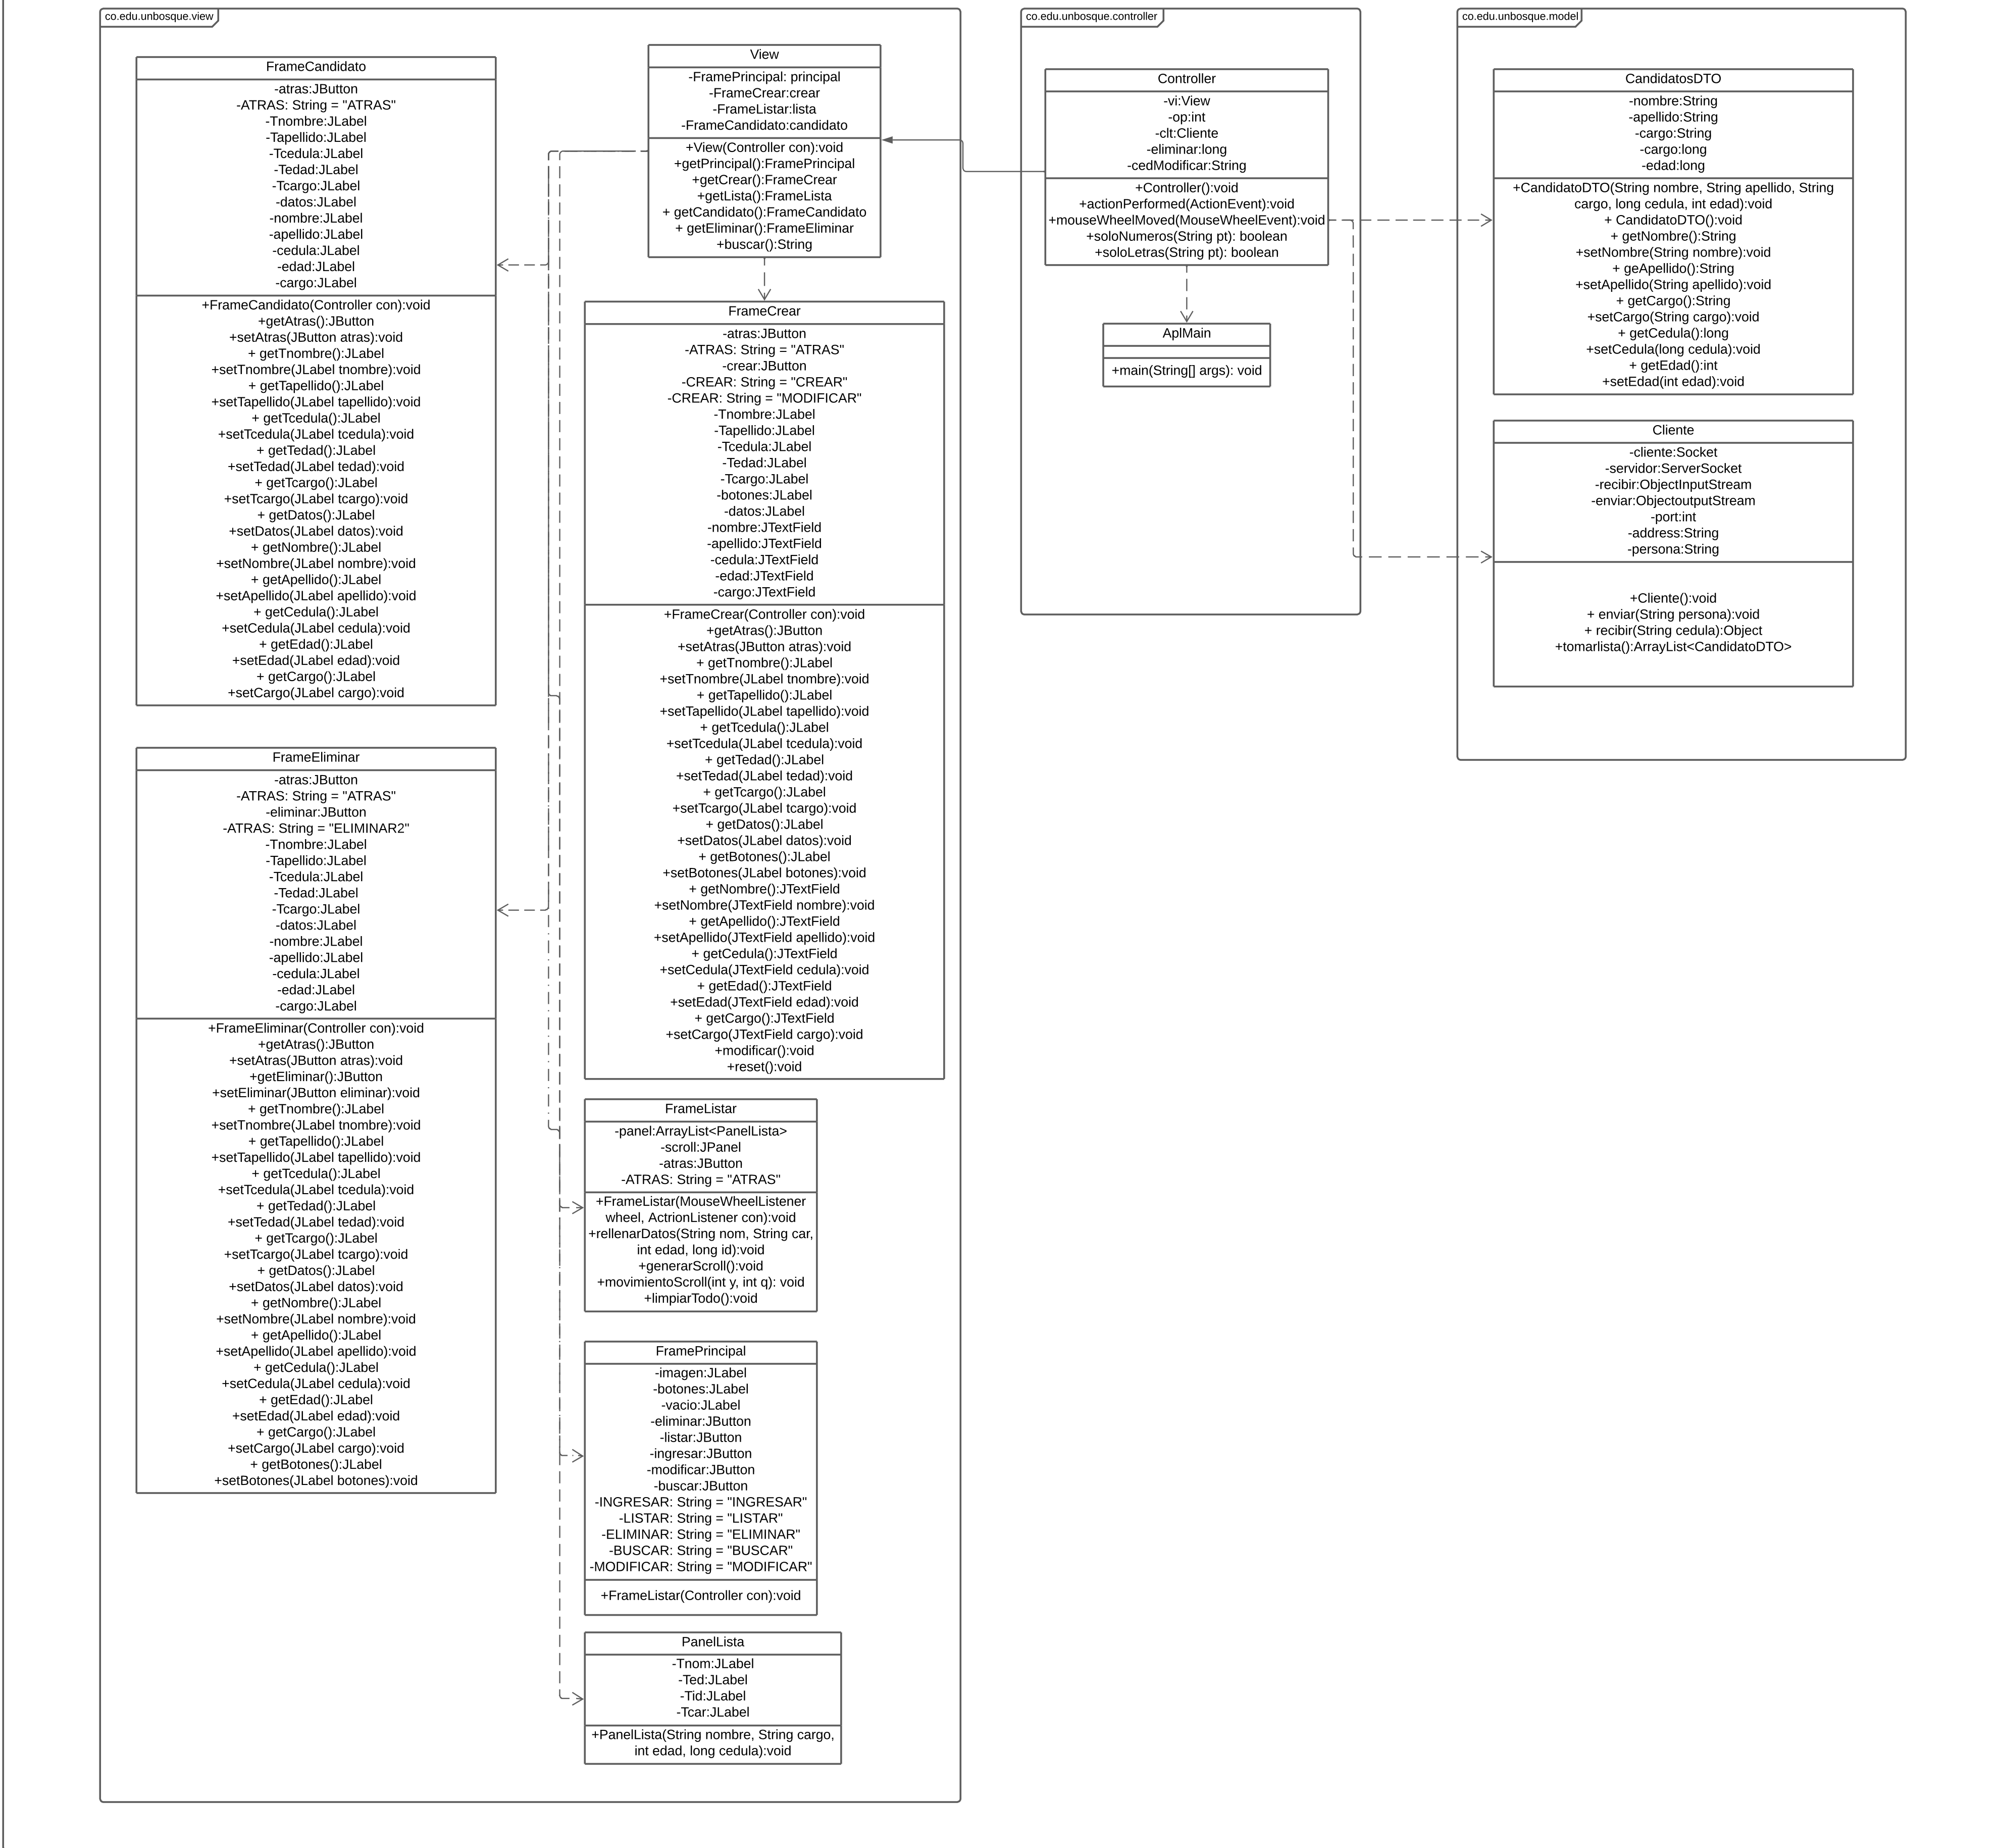 co.edu.unbosque.view
FrameCandidato
-atras:JButton
-ATRAS: String = "ATRAS"
-Tnombre:JLabel
-Tapellido:JLabel
-Tcedula:JLabel
-Tedad:JLabel
-Tcargo:JLabel
-datos:JLabel
-nombre:JLabel
-apellido:JLabel
-cedula:JLabel
-edad:JLabel
-cargo:JLabel
+FrameCandidato(Controller con):void
+getAtras():JButton
+setAtras(JButton atras):void
+ getTnombre():JLabel
+setTnombre(JLabel tnombre):void
+ getTapellido():JLabel
+setTapellido(JLabel tapellido):void
+ getTcedula():JLabel
+setTcedula(JLabel tcedula):void
+ getTedad():JLabel
+setTedad(JLabel tedad):void
+ getTcargo():JLabel
+setTcargo(JLabel tcargo):void
+ getDatos():JLabel
+setDatos(JLabel datos):void
+ getNombre():JLabel
+setNombre(JLabel nombre):void
+ getApellido():JLabel
+setApellido(JLabel apellido):void
+ getCedula():JLabel
+setCedula(JLabel cedula):void
+ getEdad():JLabel
+setEdad(JLabel edad):void
+ getCargo():JLabel
+setCargo(JLabel cargo):void
FrameEliminar
-atras:JButton
-ATRAS: String = "ATRAS"
-eliminar:JButton
-ATRAS: String = "ELIMINAR2"
-Tnombre:JLabel
-Tapellido:JLabel
-Tcedula:JLabel
-Tedad:JLabel
-Tcargo:JLabel
-datos:JLabel
-nombre:JLabel
-apellido:JLabel
-cedula:JLabel
-edad:JLabel
-cargo:JLabel
+FrameEliminar(Controller con):void
+getAtras():JButton
+setAtras(JButton atras):void
+getEliminar():JButton
+setEliminar(JButton eliminar):void
+ getTnombre():JLabel
+setTnombre(JLabel tnombre):void
+ getTapellido():JLabel
+setTapellido(JLabel tapellido):void
+ getTcedula():JLabel
+setTcedula(JLabel tcedula):void
+ getTedad():JLabel
+setTedad(JLabel tedad):void
+ getTcargo():JLabel
+setTcargo(JLabel tcargo):void
+ getDatos():JLabel
+setDatos(JLabel datos):void
+ getNombre():JLabel
+setNombre(JLabel nombre):void
+ getApellido():JLabel
+setApellido(JLabel apellido):void
+ getCedula():JLabel
+setCedula(JLabel cedula):void
+ getEdad():JLabel
+setEdad(JLabel edad):void
+ getCargo():JLabel
+setCargo(JLabel cargo):void
+ getBotones():JLabel
+setBotones(JLabel botones):void
View
-FramePrincipal: principal
-FrameCrear:crear
-FrameListar:lista
-FrameCandidato:candidato
+View(Controller con):void
+getPrincipal():FramePrincipal
+getCrear():FrameCrear
+getLista():FrameLista
+ getCandidato():FrameCandidato
+ getEliminar():FrameEliminar
+buscar():String
FrameCrear
-atras:JButton
-ATRAS: String = "ATRAS"
-crear:JButton
-CREAR: String = "CREAR"
-CREAR: String = "MODIFICAR"
-Tnombre:JLabel
-Tapellido:JLabel
-Tcedula:JLabel
-Tedad:JLabel
-Tcargo:JLabel
-botones:JLabel
-datos:JLabel
-nombre:JTextField
-apellido:JTextField
-cedula:JTextField
-edad:JTextField
-cargo:JTextField
+FrameCrear(Controller con):void
+getAtras():JButton
+setAtras(JButton atras):void
+ getTnombre():JLabel
+setTnombre(JLabel tnombre):void
+ getTapellido():JLabel
+setTapellido(JLabel tapellido):void
+ getTcedula():JLabel
+setTcedula(JLabel tcedula):void
+ getTedad():JLabel
+setTedad(JLabel tedad):void
+ getTcargo():JLabel
+setTcargo(JLabel tcargo):void
+ getDatos():JLabel
+setDatos(JLabel datos):void
+ getBotones():JLabel
+setBotones(JLabel botones):void
+ getNombre():JTextField
+setNombre(JTextField nombre):void
+ getApellido():JTextField
+setApellido(JTextField apellido):void
+ getCedula():JTextField
+setCedula(JTextField cedula):void
+ getEdad():JTextField
+setEdad(JTextField edad):void
+ getCargo():JTextField
+setCargo(JTextField cargo):void
+modificar():void
+reset():void
FrameListar
-panel:ArrayList<PanelLista>
-scroll:JPanel
-atras:JButton
-ATRAS: String = "ATRAS"
+FrameListar(MouseWheelListener
wheel, ActrionListener con):void
+rellenarDatos(String nom, String car,
int edad, long id):void
+generarScroll():void
+movimientoScroll(int y, int q): void
+limpiarTodo():void
FramePrincipal
-imagen:JLabel
-botones:JLabel
-vacio:JLabel
-eliminar:JButton
-listar:JButton
-ingresar:JButton
-modificar:JButton
-buscar:JButton
-INGRESAR: String = "INGRESAR"
-LISTAR: String = "LISTAR"
-ELIMINAR: String = "ELIMINAR"
-BUSCAR: String = "BUSCAR"
-MODIFICAR: String = "MODIFICAR"
+FrameListar(Controller con):void
PanelLista
-Tnom:JLabel
-Ted:JLabel
-Tid:JLabel
-Tcar:JLabel
+PanelLista(String nombre, String cargo,
int edad, long cedula):void
co.edu.unbosque.controller
Controller
-vi:View
-op:int
-clt:Cliente
-eliminar:long
-cedModificar:String
+Controller():void
+actionPerformed(ActionEvent):void
+mouseWheelMoved(MouseWheelEvent):void
+soloNumeros(String pt): boolean
+soloLetras(String pt): boolean
AplMain
+main(String[] args): void
co.edu.unbosque.model
CandidatosDTO
-nombre:String
-apellido:String
-cargo:String
-cargo:long
-edad:long
+CandidatoDTO(String nombre, String apellido, String
cargo, long cedula, int edad):void
+ CandidatoDTO():void
+ getNombre():String
+setNombre(String nombre):void
+ geApellido():String
+setApellido(String apellido):void
+ getCargo():String
+setCargo(String cargo):void
+ getCedula():long
+setCedula(long cedula):void
+ getEdad():int
+setEdad(int edad):void
Cliente
-cliente:Socket
-servidor:ServerSocket
-recibir:ObjectInputStream
-enviar:ObjectoutputStream
-port:int
-address:String
-persona:String
+Cliente():void
+ enviar(String persona):void
+ recibir(String cedula):Object
+tomarlista():ArrayList<CandidatoDTO>